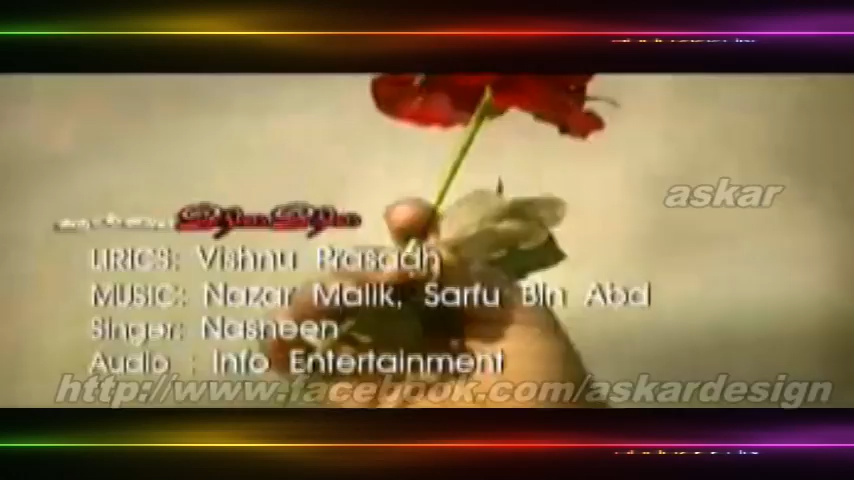 askar
LIRICS: Vishnu Prasadh
MUSIC: Nazar Malik, Sarfu Bin Abd
Singer: Nasneen
Audio : Info Entertainment
http://www.facebook.com/askardesign